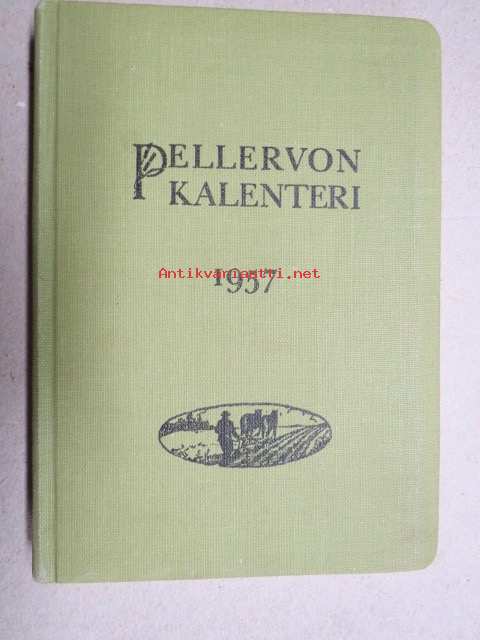 PELLERVON
KALENTERI
Antikvariaatti.net
1957